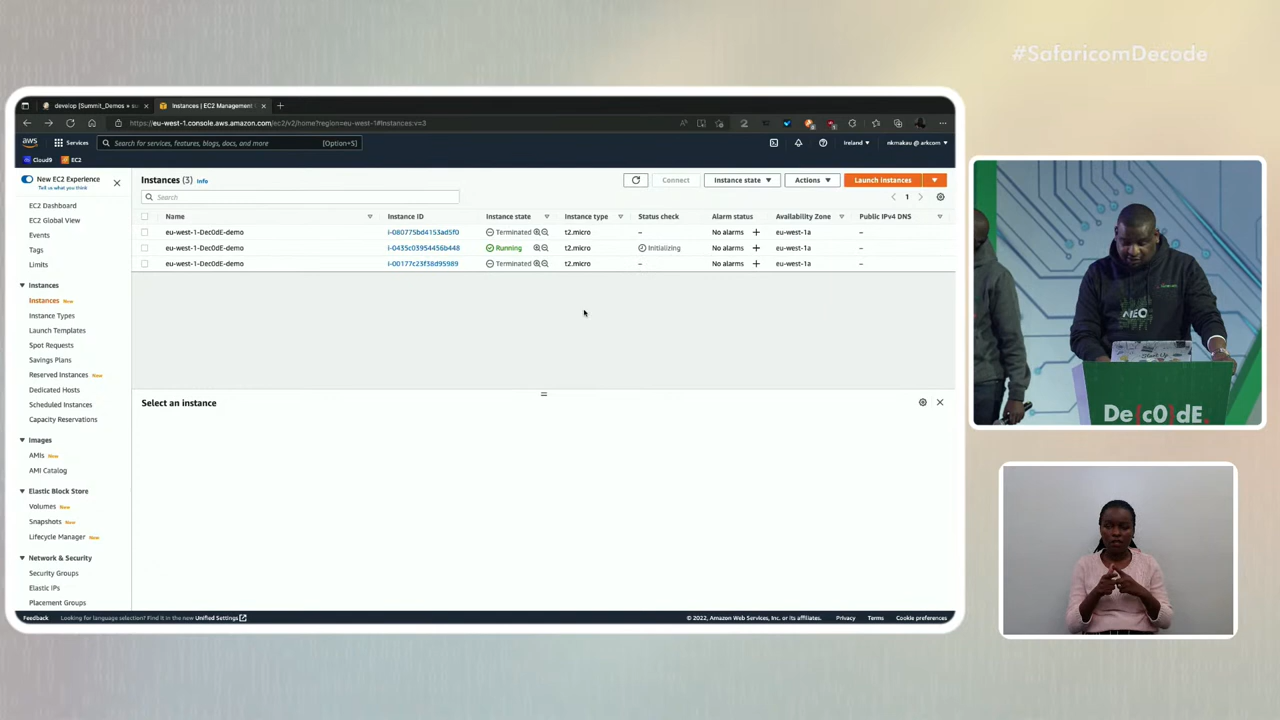 #SafaricomDecade
develop [Summit_Demos » su
Instances | EC2 Management
https://eu-west-1.console.aws.amazon.com/ec2/v2/home?region=eu-west-1#Instances:v=3
aws
Services
Search for services, features, blogs, docs, and more
[Option+S]
Ireland
nkmakau @ arkcom
Cloud9
EC2
New EC2 Experience
Tell us what you think
EC2 Dashboard
EC2 Global View
Events
Tags
Limits
Instances
Instances New
Instance Types
Launch Templates
Spot Requests
Savings Plans
Reserved Instances New
Dedicated Hosts
Scheduled Instances
Capacity Reservations
Images
AMIs New
AMI Catalog
Elastic Block Store
Volumes New
Snapshots New
Lifecycle Manager New
Network & Security
Security Groups
Elastic IPs
Placement Groups
Instances (3) Info
Connect
Instance state
Actions
Launch instances
Search
1
Name Instance ID Instance state Instance type Status check Alarm status Availability Zone Public IPv4 DNS
eu-west-1-Dec0dE-demo i-080775bd4153ad5f0 Terminated t2.micro – No alarms + eu-west-1a –
eu-west-1-Dec0dE-demo i-0435c03954456b448 Running t2.micro Initializing No alarms + eu-west-1a –
eu-west-1-Dec0dE-demo i-00177c23f38d95989 Terminated t2.micro – No alarms + eu-west-1a –
Select an instance
Feedback
Looking for language selection? Find it in the new Unified Settings
© 2022, Amazon Web Services, Inc. or its affiliates.
Privacy
Terms
Cookie preferences
NEO
Start Up
De{c0}dE.